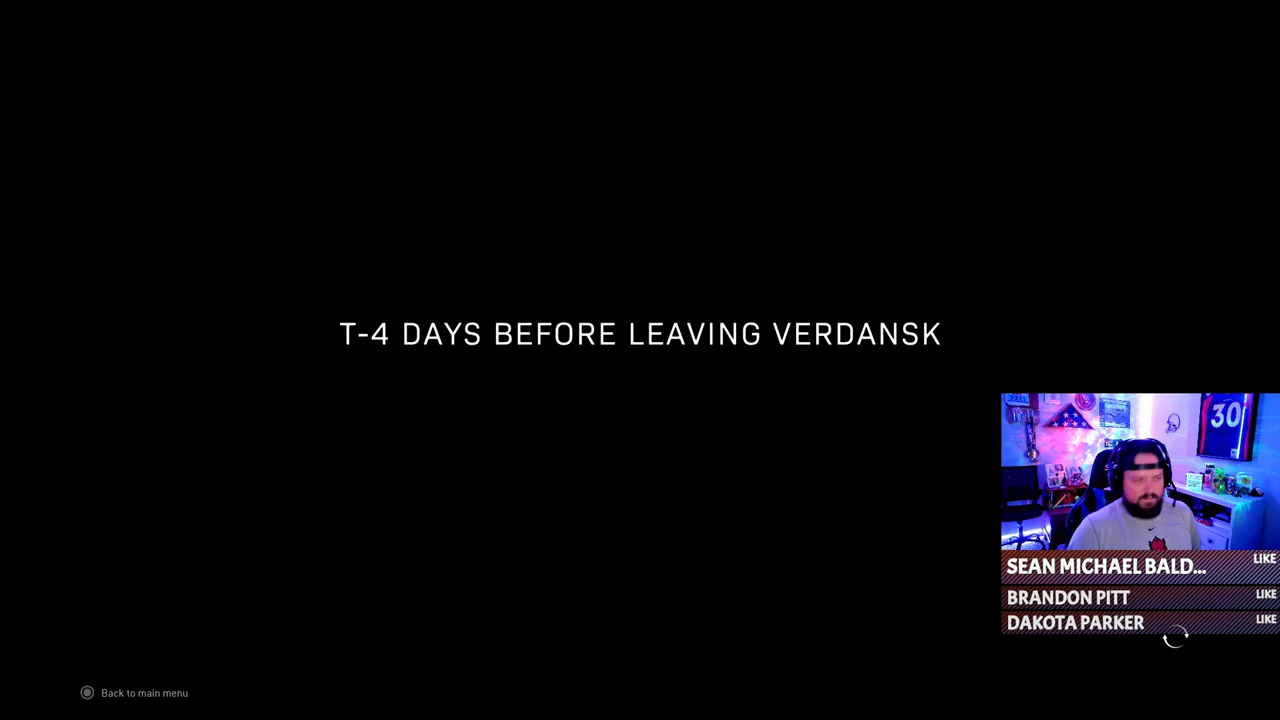 T-4 DAYS BEFORE LEAVING VERDANSK
30
SEAN MICHAEL BALD... LIKE
BRANDON PITT LIKE
DAKOTA PARKER LIKE
Back to main menu